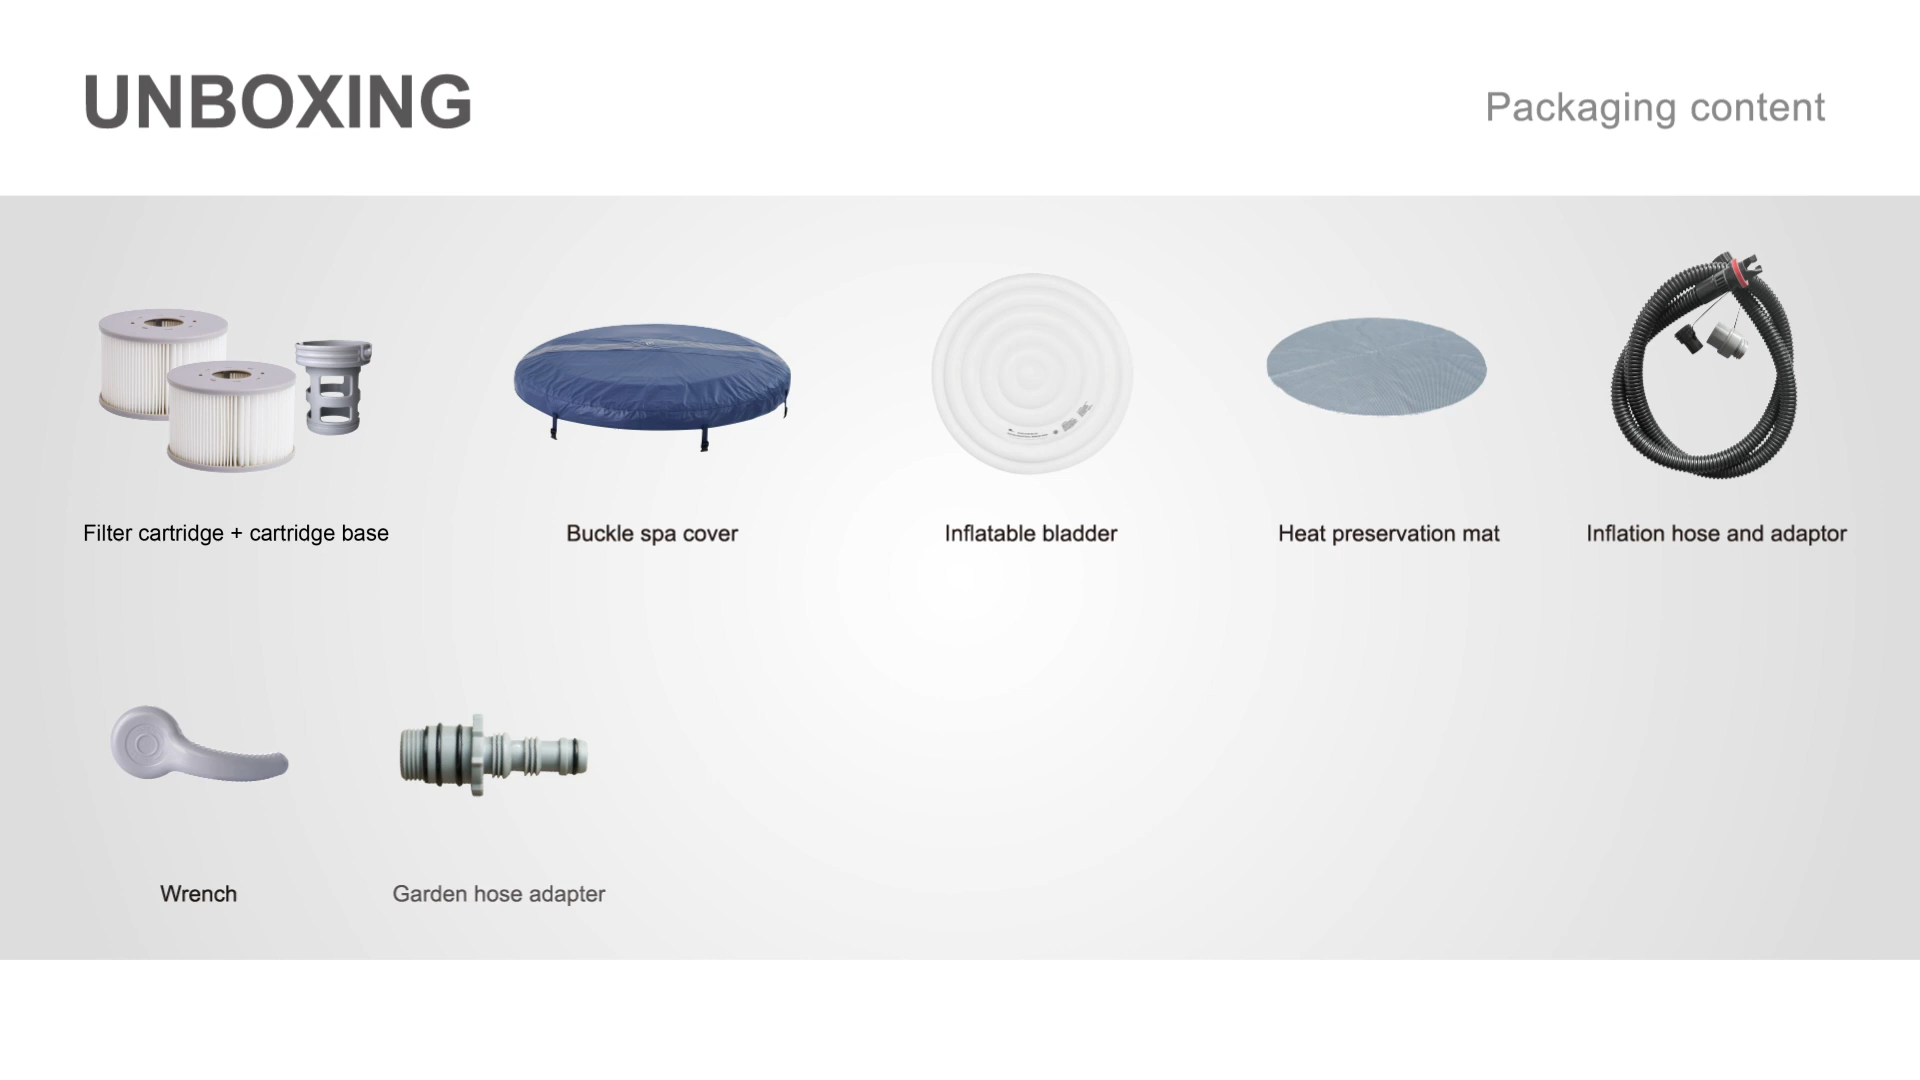 UNBOXING
Packaging content
Filter cartridge + cartridge base
Buckle spa cover
Inflatable bladder
Heat preservation mat
Inflation hose and adaptor
Wrench
Garden hose adapter